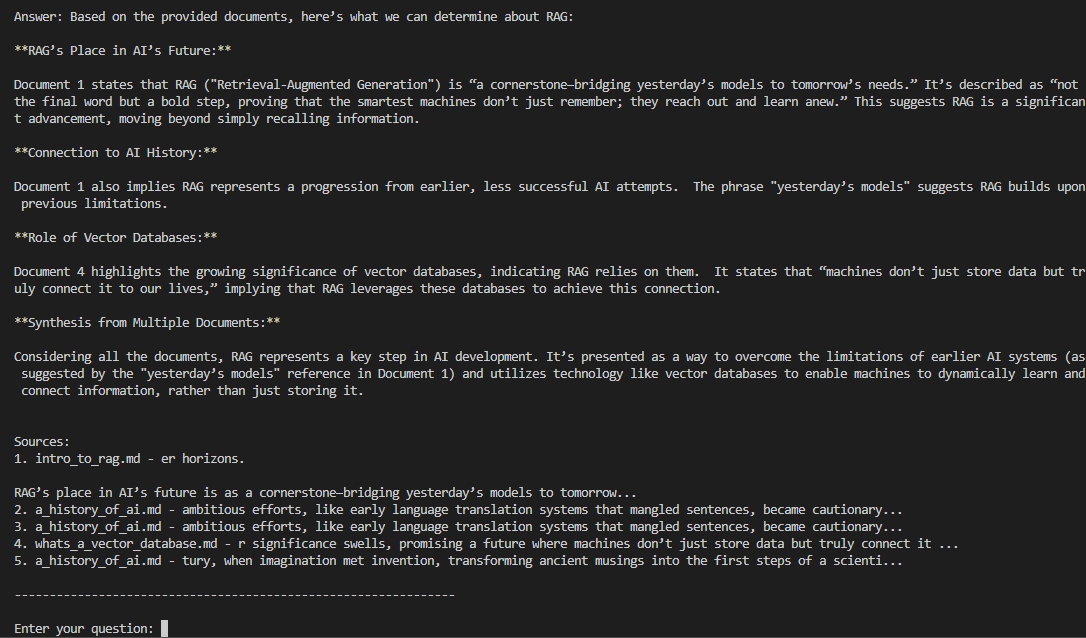 Answer: Based on the provided documents, here’s what we can determine about RAG:
**RAG’s Place in AI’s Future:**
Document 1 states that RAG ("Retrieval-Augmented Generation") is “a cornerstone—bridging yesterday’s models to tomorrow’s needs.” It’s described as “not
the final word but a bold step, proving that the smartest machines don’t just remember; they reach out and learn anew.” This suggests RAG is a significan
t advancement, moving beyond simply recalling information.
**Connection to AI History:**
Document 1 also implies RAG represents a progression from earlier, less successful AI attempts.  The phrase "yesterday’s models" suggests RAG builds upon
 previous limitations.
**Role of Vector Databases:**
Document 4 highlights the growing significance of vector databases, indicating RAG relies on them.  It states that “machines don’t just store data but tr
uly connect it to our lives,” implying that RAG leverages these databases to achieve this connection.
**Synthesis from Multiple Documents:**
Considering all the documents, RAG represents a key step in AI development. It’s presented as a way to overcome the limitations of earlier AI systems (as
 suggested by the "yesterday’s models" reference in Document 1) and utilizes technology like vector databases to enable machines to dynamically learn and
 connect information, rather than just storing it.
Sources:
1. intro_to_rag.md - er horizons.
RAG’s place in AI’s future is as a cornerstone—bridging yesterday’s models to tomorrow...
2. a_history_of_ai.md - ambitious efforts, like early language translation systems that mangled sentences, became cautionary...
3. a_history_of_ai.md - ambitious efforts, like early language translation systems that mangled sentences, became cautionary...
4. whats_a_vector_database.md - r significance swells, promising a future where machines don’t just store data but truly connect it ...
5. a_history_of_ai.md - tury, when imagination met invention, transforming ancient musings into the first steps of a scienti...
---------------------------------------------------------------
Enter your question: